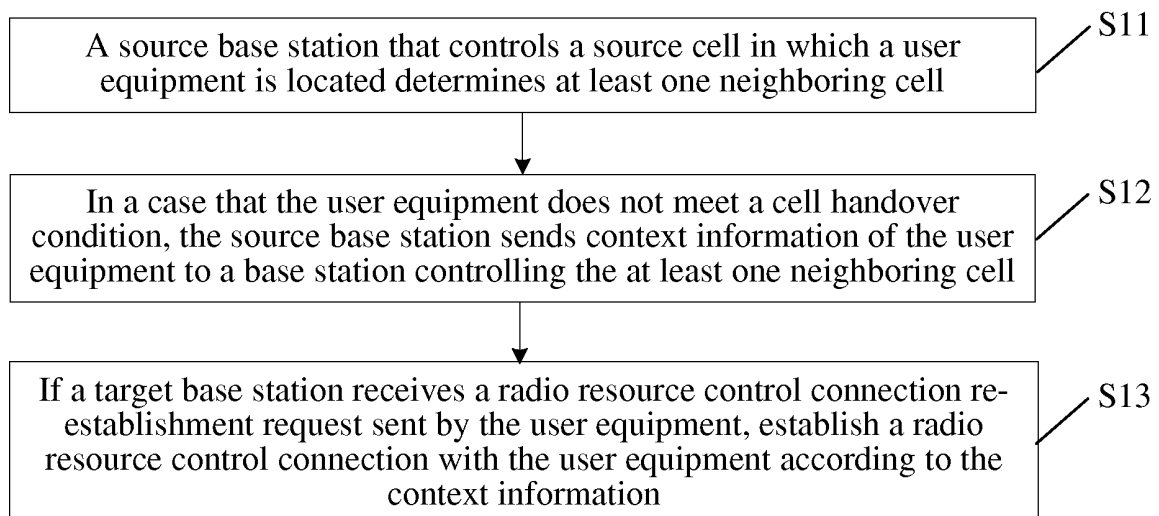 A source base station that controls a source cell in which a user
equipment is located determines at least one neighboring cell
S11
In a case that the user equipment does not meet a cell handover
condition, the source base station sends context information of the user
equipment to a base station controlling the at least one neighboring cell
S12
If a target base station receives a radio resource control connection re-
establishment request sent by the user equipment, establish a radio
resource control connection with the user equipment according to the
context information
S13